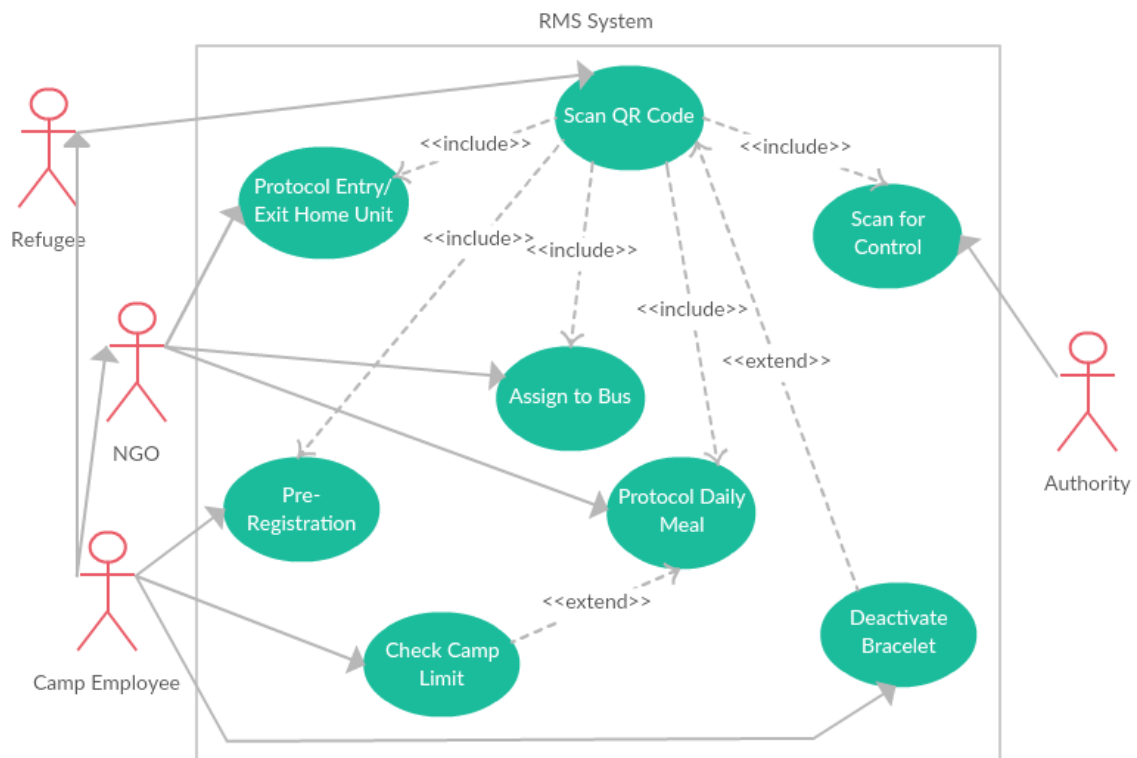 RMS System
Scan QR Code
<<include>>
<<include>>
Protocol Entry/
Exit Home Unit
Scan for
Control
Refugee
<<include>>
<<include>>
<<include>>
<<extend>>
Assign to Bus
NGO
Authority
Pre-
Registration
Protocol Daily
Meal
<<extend>>
Deactivate
Bracelet
Check Camp
Limit
Camp Employee